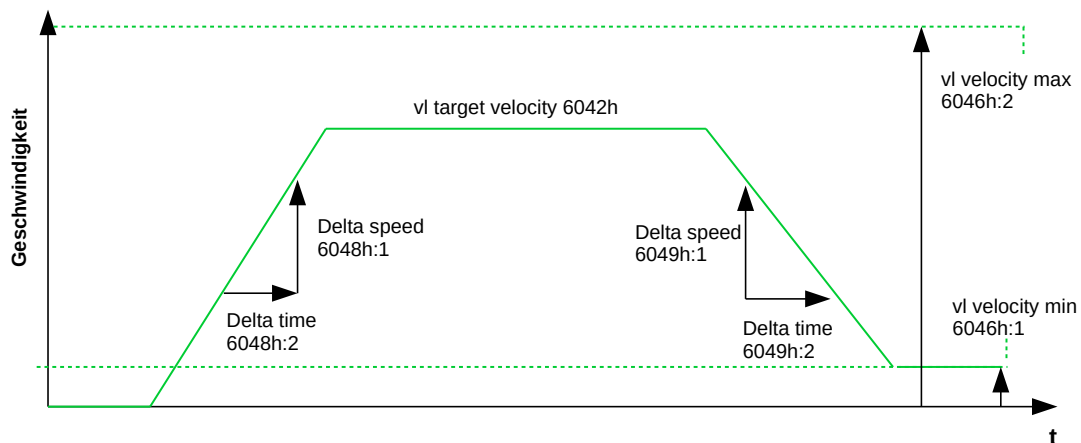 Geschwindigkeit
vl target velocity 6042h
vl velocity max
6046h:2
Delta speed
6048h:1
Delta time
6048h:2
Delta speed
6049h:1
Delta time
6049h:2
vl velocity min
6046h:1
t